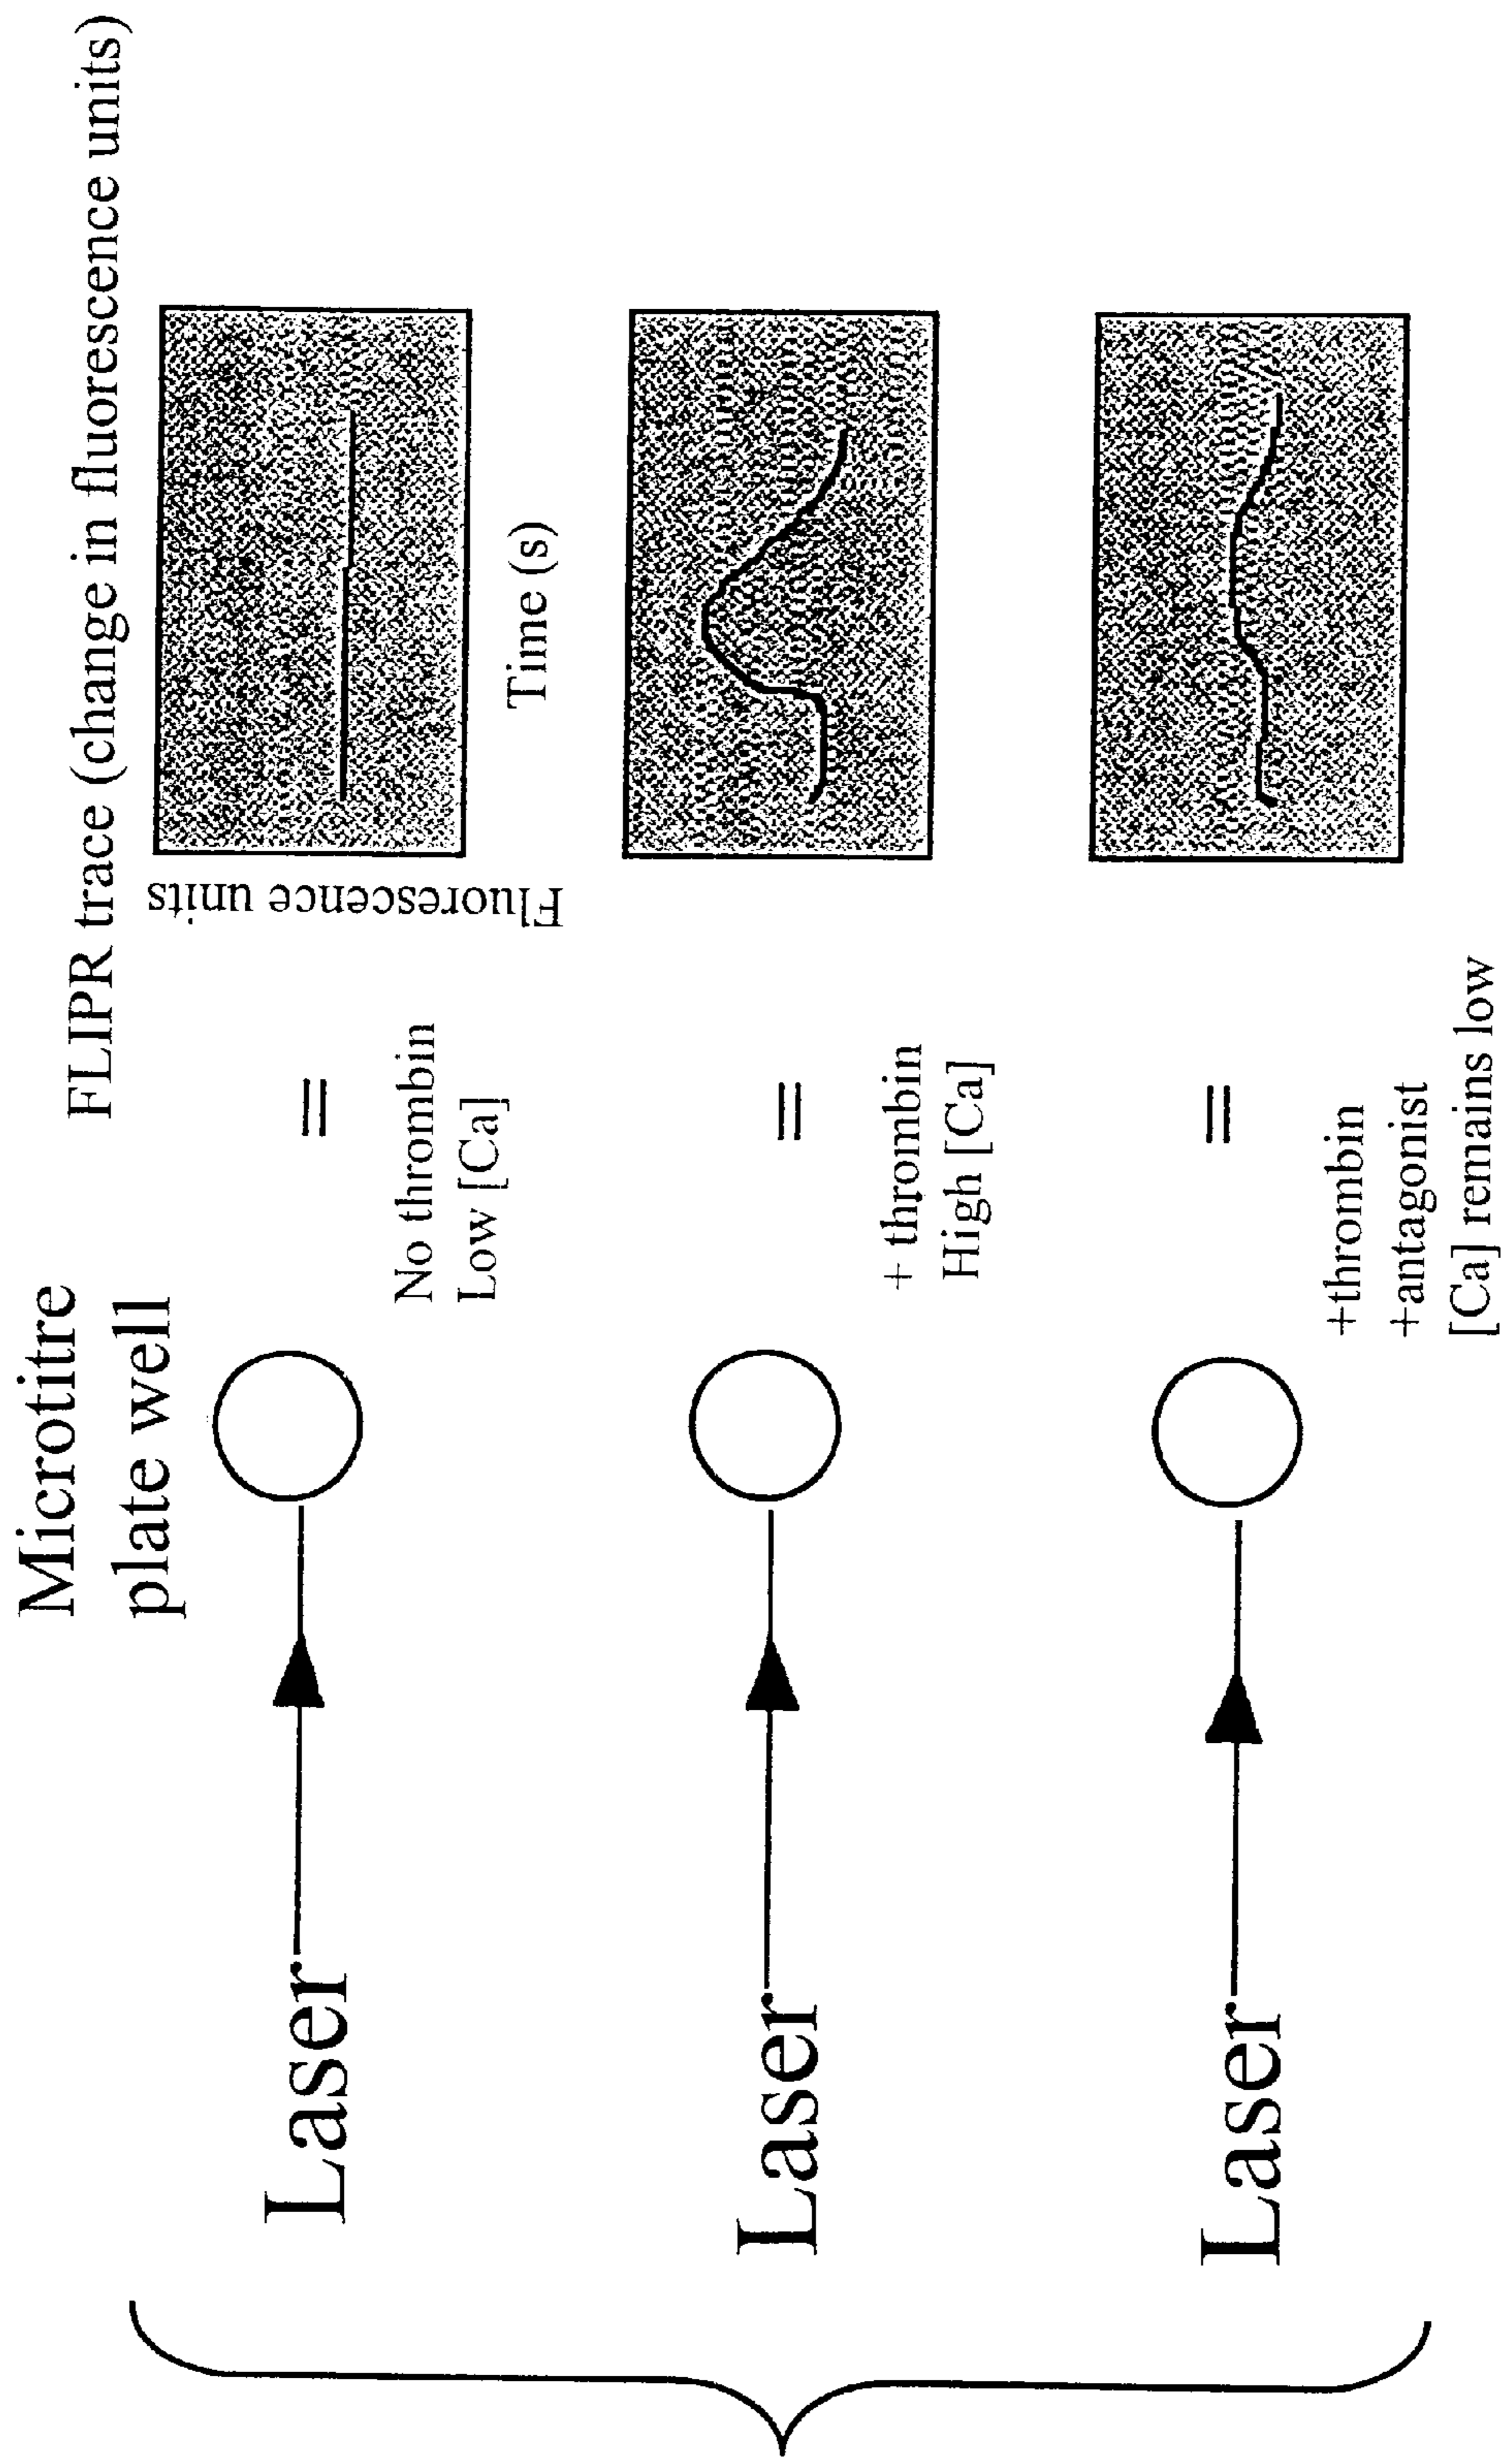 Microtitre
plate well
FLIPR trace (change in fluorescence units)
Laser
=
No thrombin
Low [Ca]
Fluorescence units
Time (s)
Laser
=
+ thrombin
High [Ca]
Laser
=
+thrombin
+antagonist
[Ca] remains low